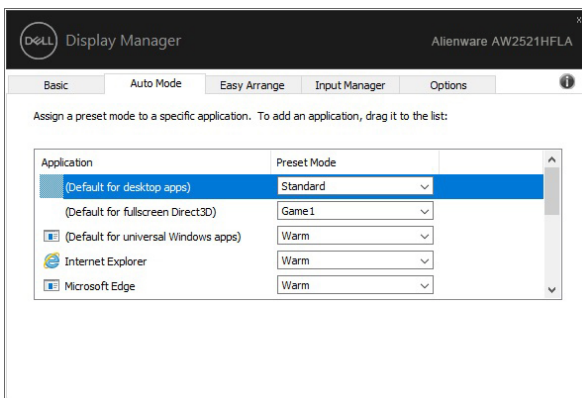 DELL Display Manager Alienware AW2521HFLA
Basic Auto Mode Easy Arrange Input Manager Options
Assign a preset mode to a specific application. To add an application, drag it to the list:
Application Preset Mode
(Default for desktop apps) Standard
(Default for fullscreen Direct3D) Game1
(Default for universal Windows apps) Warm
Internet Explorer Warm
Microsoft Edge Warm